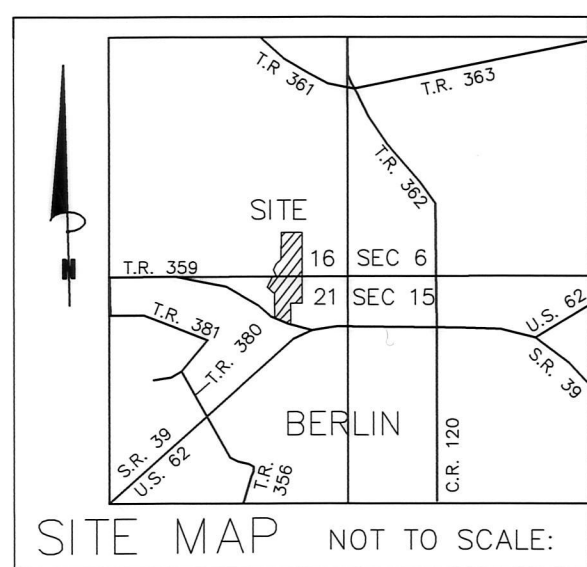 T.R. 361
T.R. 363
T.R. 362
SITE
16 SEC 6
T.R. 359
21 SEC 15
U.S. 62
T.R. 381
T.R. 380
S.R. 39
BERLIN
S.R. 39
U.S. 62
T.R. 356
C.R. 120
N
SITE MAP NOT TO SCALE: